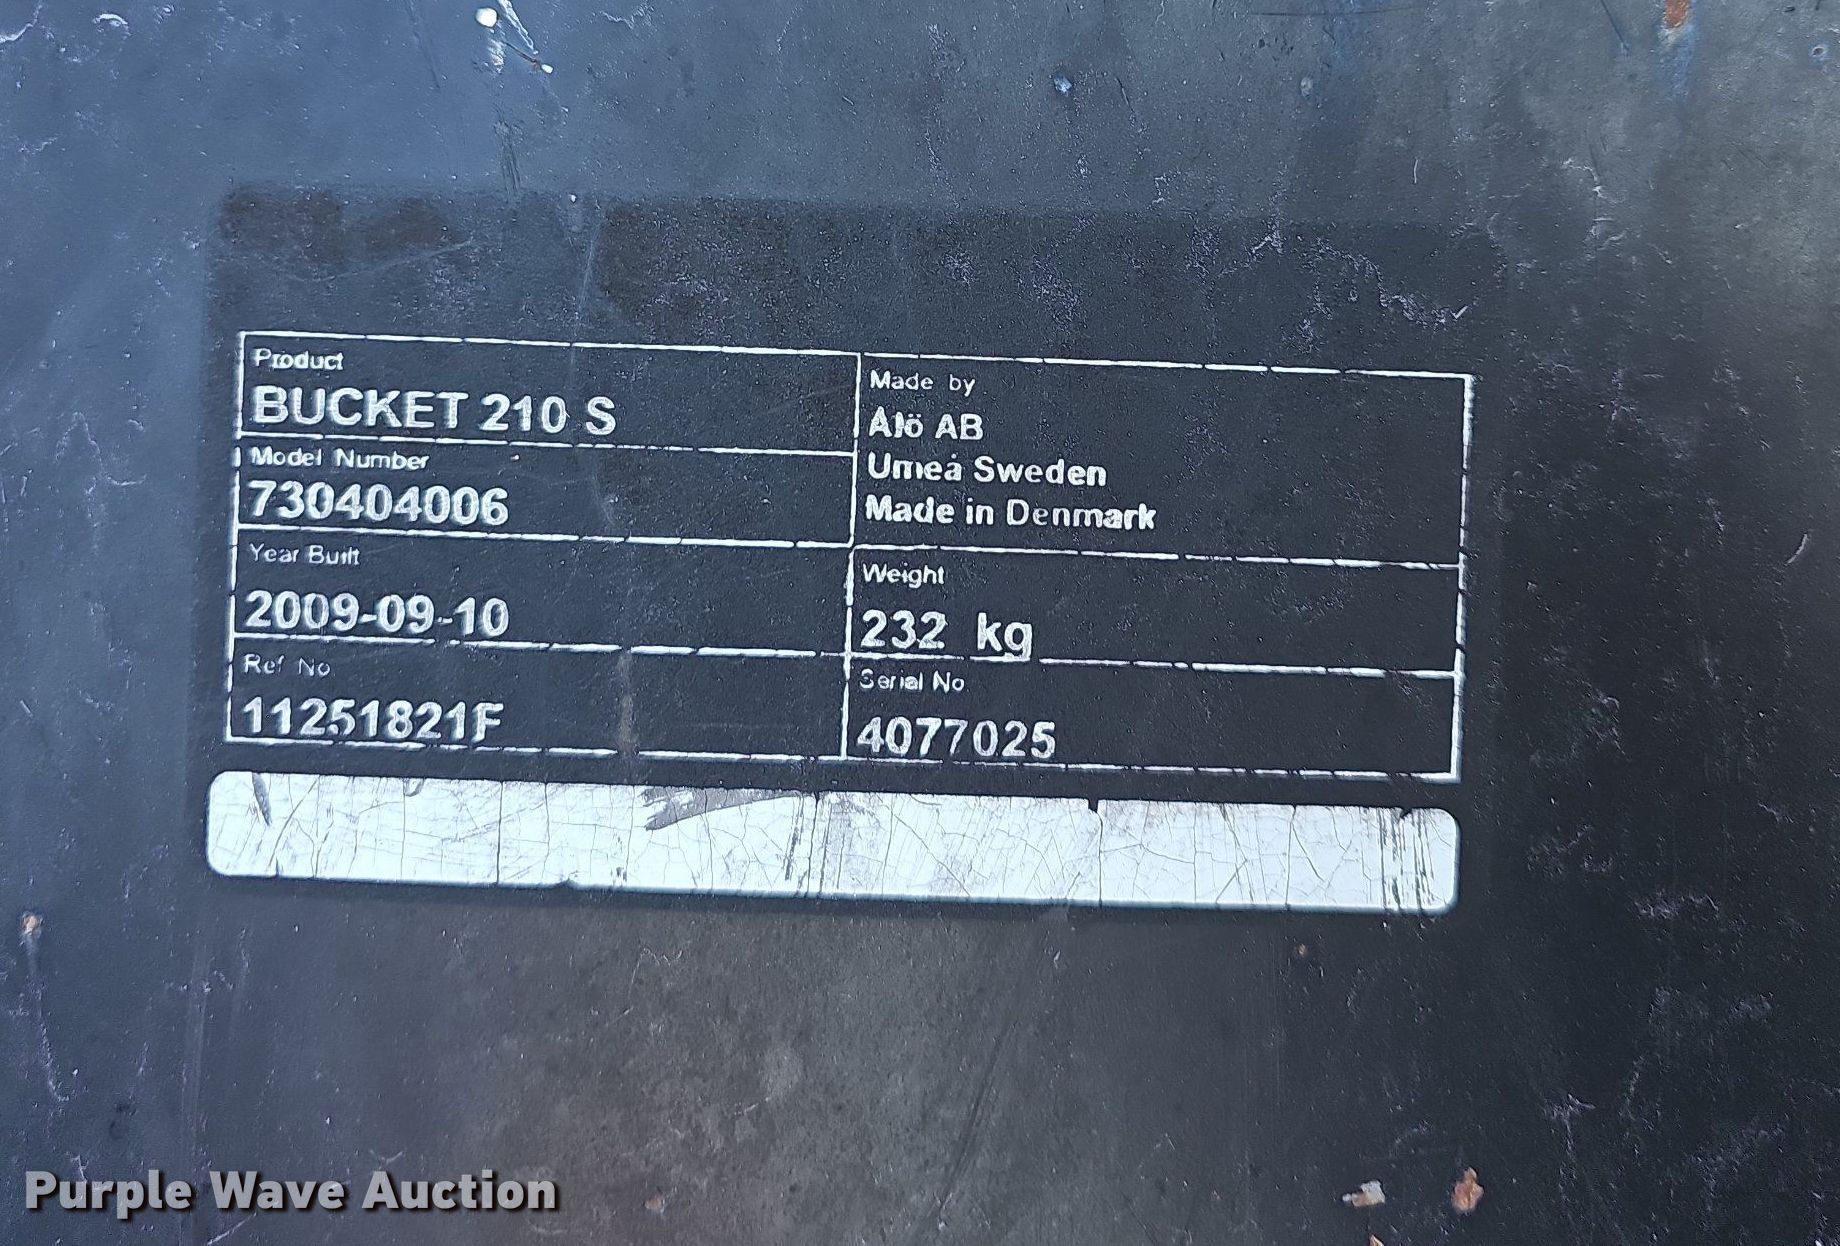 Product
BUCKET 210 S
Model Number
730404006
Year Built
2009-09-10
Ref No
11251821F
Made by
Alö AB
Umeå Sweden
Made in Denmark
Weight
232 kg
Serial No
4077025
Purple Wave Auction